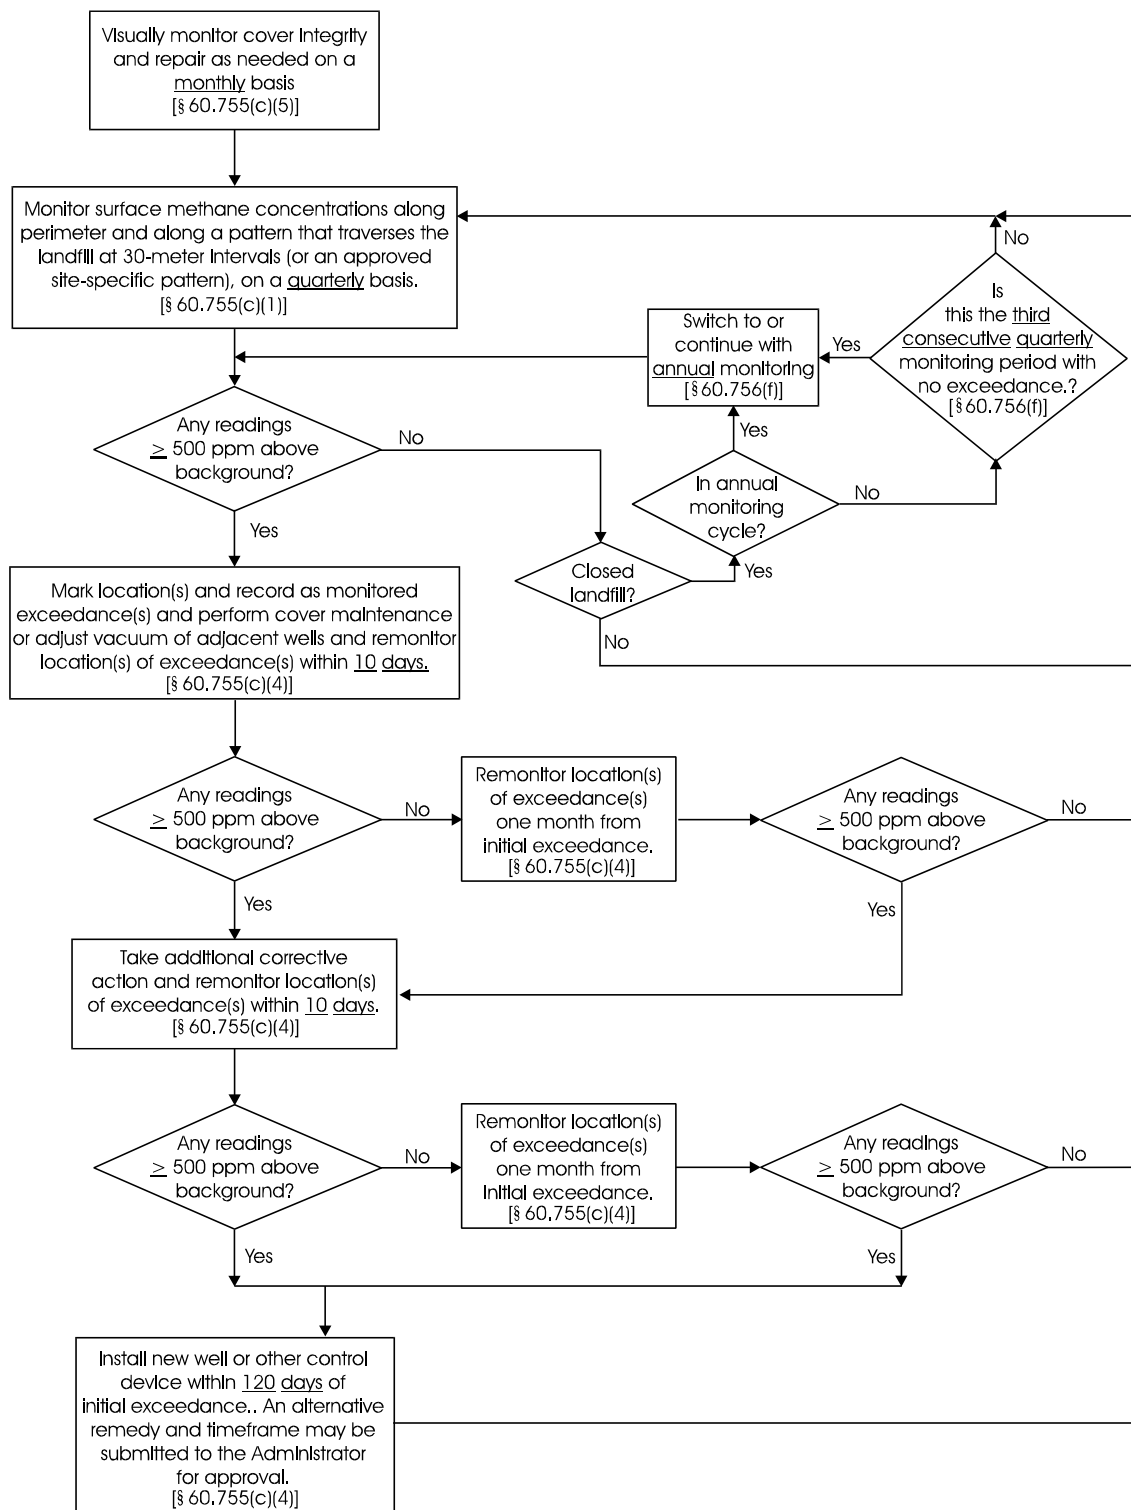 Visually monitor cover integrity
and repair as needed on a
monthly basis
[§ 60.755(c)(5)]
Monitor surface methane concentrations along
perimeter and along a pattern that traverses the
landfill at 30-meter intervals (or an approved
site-specific pattern), on a quarterly basis.
[§ 60.755(c)(1)]
No
Is
this the third
consecutive quarterly
monitoring period with
no exceedance.?
[§ 60.756(f)]
Yes
Switch to or
continue with
annual monitoring
[§ 60.756(f)]
Any readings
≥ 500 ppm above
background?
No
Yes
Yes
In annual
monitoring
cycle?
No
Closed
landfill?
Yes
No
Mark location(s) and record as monitored
exceedance(s) and perform cover maintenance
or adjust vacuum of adjacent wells and remonitor
location(s) of exceedance(s) within 10 days.
[§ 60.755(c)(4)]
Any readings
≥ 500 ppm above
background?
No
Yes
Remonitor location(s)
of exceedance(s)
one month from
initial exceedance.
[§ 60.755(c)(4)]
Any readings
≥ 500 ppm above
background?
No
Yes
Take additional corrective
action and remonitor location(s)
of exceedance(s) within 10 days.
[§ 60.755(c)(4)]
Any readings
≥ 500 ppm above
background?
No
Yes
Remonitor location(s)
of exceedance(s)
one month from
initial exceedance.
[§ 60.755(c)(4)]
Any readings
≥ 500 ppm above
background?
No
Yes
Install new well or other control
device within 120 days of
initial exceedance.. An alternative
remedy and timeframe may be
submitted to the Administrator
for approval.
[§ 60.755(c)(4)]